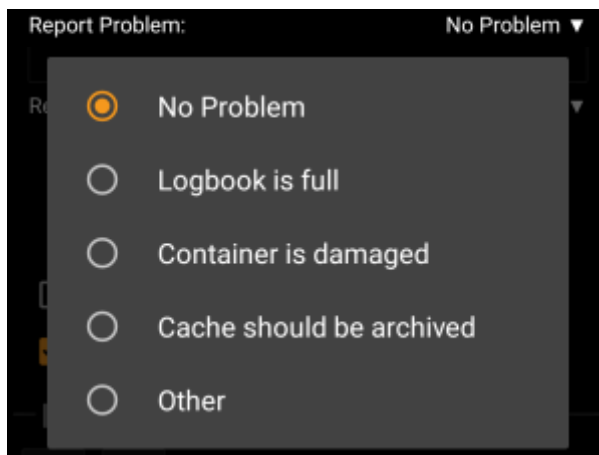 Report Problem: No Problem ▼
No Problem
Logbook is full
Container is damaged
Cache should be archived
Other